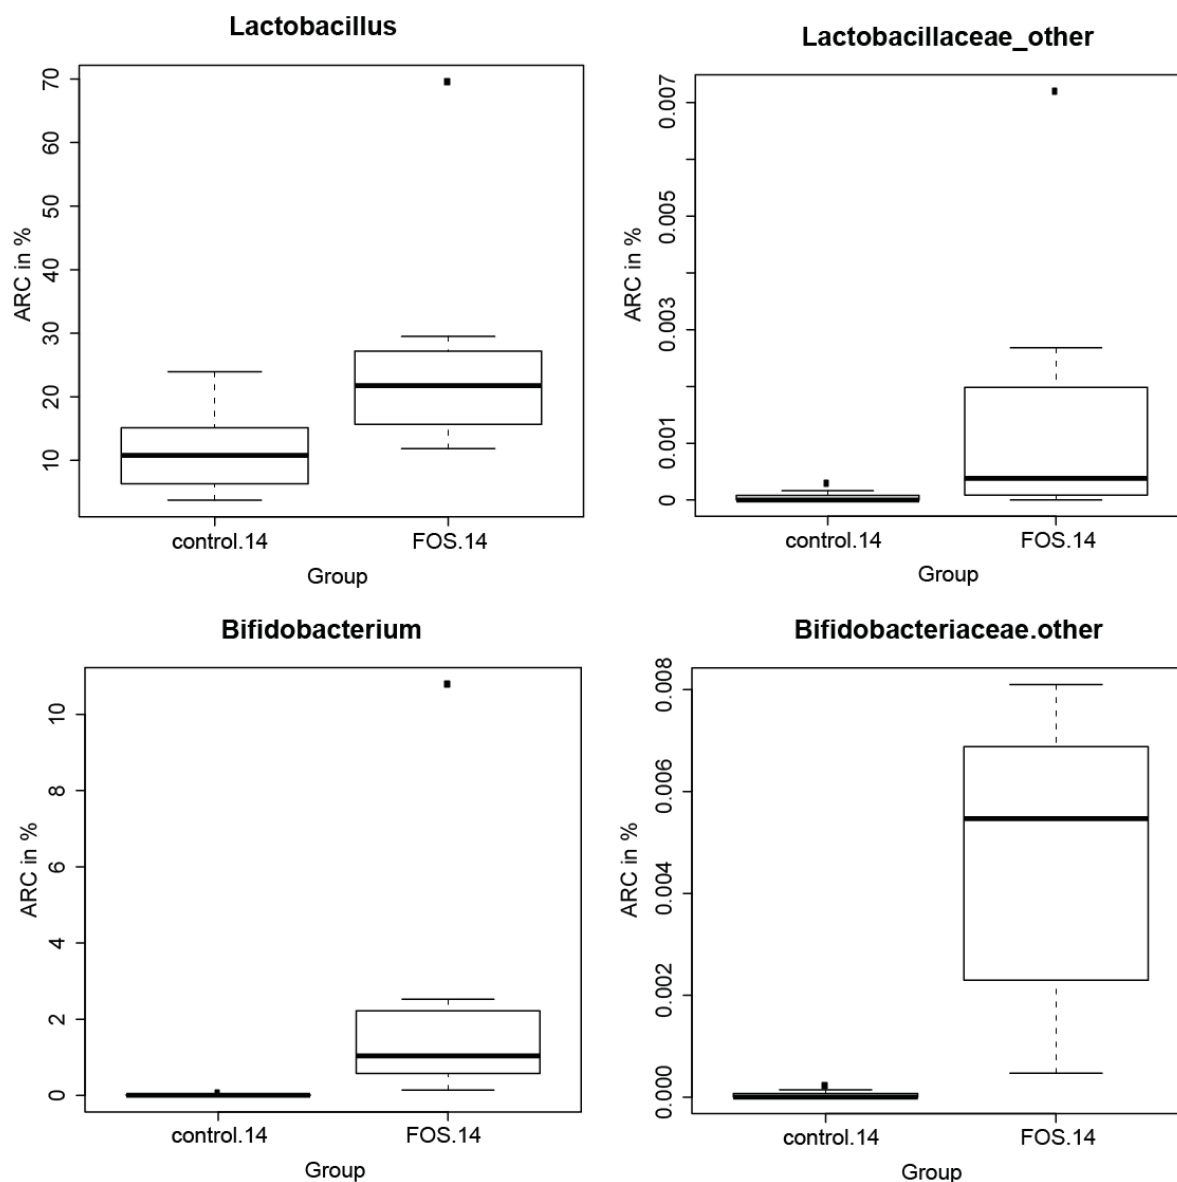 Lactobacillus
ARC in %
70
60
50
40
30
20
10
control.14
FOS.14
Group
Lactobacillaceae_other
ARC in %
0.007
0.005
0.003
0.001
0
control.14
FOS.14
Group
Bifidobacterium
ARC in %
10
8
6
4
2
0
control.14
FOS.14
Group
Bifidobacteriaceae.other
ARC in %
0.008
0.006
0.004
0.002
0.000
control.14
FOS.14
Group